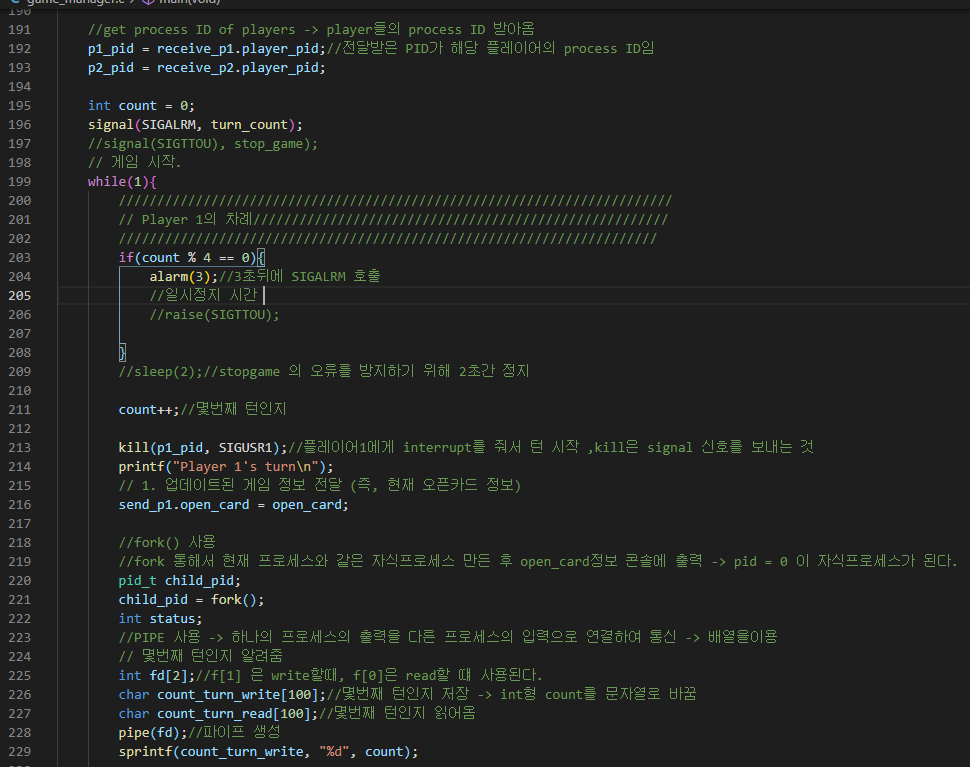 game_manager.c > main(void)
190
191 //get process ID of players -> player들의 process ID 받아옴
192 p1_pid = receive_p1.player_pid;//전달받은 PID가 해당 플레이어의 process ID임
193 p2_pid = receive_p2.player_pid;
194
195 int count = 0;
196 signal(SIGALRM, turn_count);
197 //signal(SIGTTOU), stop_game);
198 // 게임 시작.
199 while(1){
200 ////////////////////////////////////////////////////////////////////////
201 // Player 1의 차례//////////////////////////////////////////////////////
202 //////////////////////////////////////////////////////////////////////
203 if(count % 4 == 0){
204 alarm(3);//3초뒤에 SIGALRM 호출
205 //일시정지 시간
206 //raise(SIGTTOU);
207
208 }
209 //sleep(2);//stopgame 의 오류를 방지하기 위해 2초간 정지
210
211 count++;//몇번째 턴인지
212
213 kill(p1_pid, SIGUSR1);//플레이어1에게 interrupt를 줘서 턴 시작 ,kill은 signal 신호를 보내는 것
214 printf("Player 1's turn\n");
215 // 1. 업데이트된 게임 정보 전달 (즉, 현재 오픈카드 정보)
216 send_p1.open_card = open_card;
217
218 //fork() 사용
219 //fork 통해서 현재 프로세스와 같은 자식프로세스 만든 후 open_card정보 콘솔에 출력 -> pid = 0 이 자식프로세스가 된다.
220 pid_t child_pid;
221 child_pid = fork();
222 int status;
223 //PIPE 사용 -> 하나의 프로세스의 출력을 다른 프로세스의 입력으로 연결하여 통신 -> 배열을이용
224 // 몇번째 턴인지 알려줌
225 int fd[2];//f[1] 은 write할때, f[0]은 read할 때 사용된다.
226 char count_turn_write[100];//몇번째 턴인지 저장 -> int형 count를 문자열로 바꿈
227 char count_turn_read[100];//몇번째 턴인지 읽어옴
228 pipe(fd);//파이프 생성
229 sprintf(count_turn_write, "%d", count);